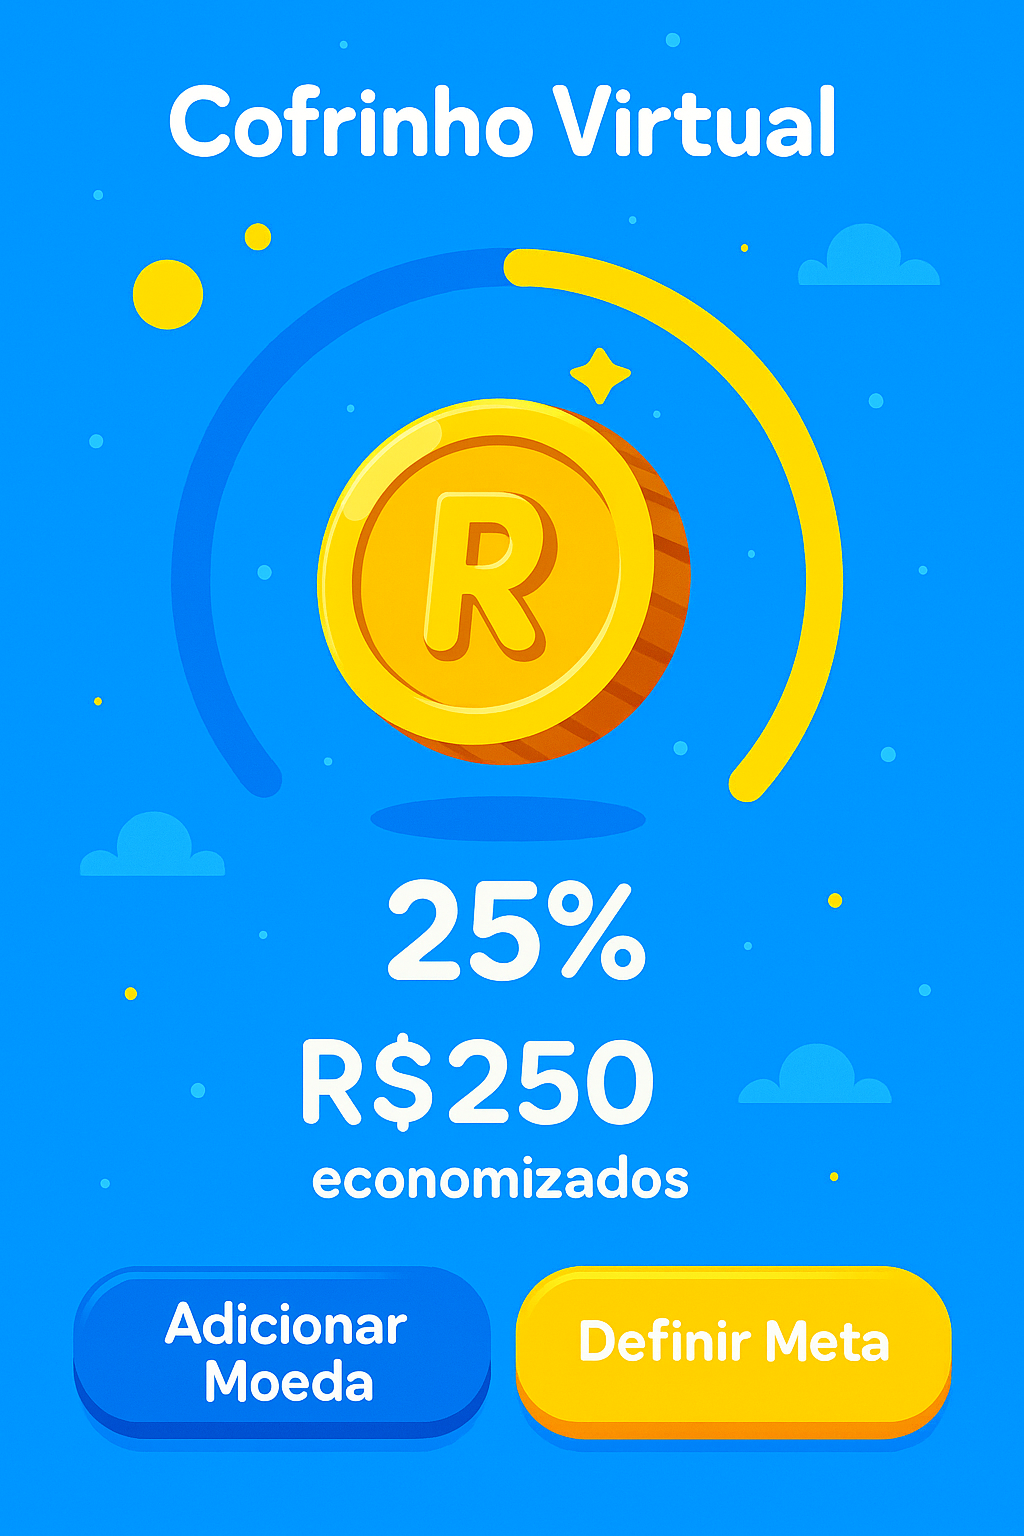 Cofrinho Virtual
R
25%
R$250
economizados
Adicionar
Moeda
Definir Meta